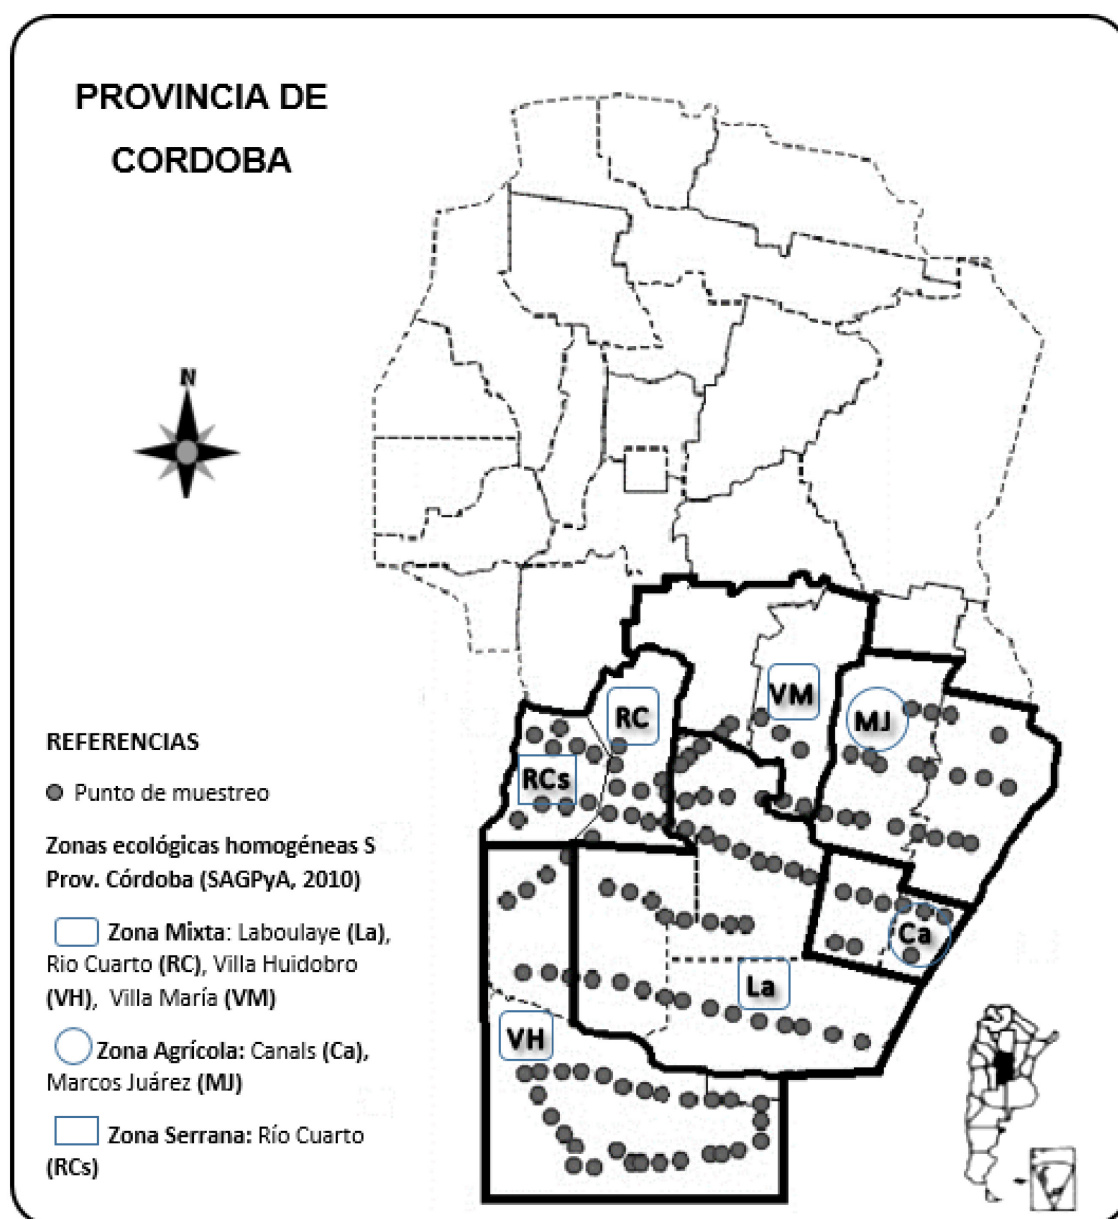 PROVINCIA DE
CORDOBA
N
VM
RC
MJ
RCs
Ca
La
VH
REFERENCIAS
Punto de muestreo
Zonas ecológicas homogéneas S
Prov. Córdoba (SAGPyA, 2010)
Zona Mixta: Laboulaye (La),
Rio Cuarto (RC), Villa Huidobro
(VH), Villa María (VM)
Zona Agrícola: Canals (Ca),
Marcos Juárez (MJ)
Zona Serrana: Río Cuarto
(RCs)